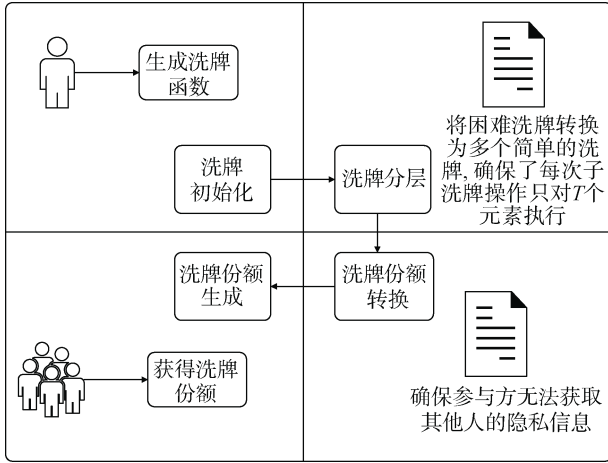 生成洗牌
函数
将困难洗牌转换
为多个简单的洗
牌, 确保了每次子
洗牌操作只对T个
元素执行
洗牌
初始化
洗牌分层
洗牌份额
生成
洗牌份额
转换
获得洗牌
份额
确保参与方无法获取
其他人的隐私信息